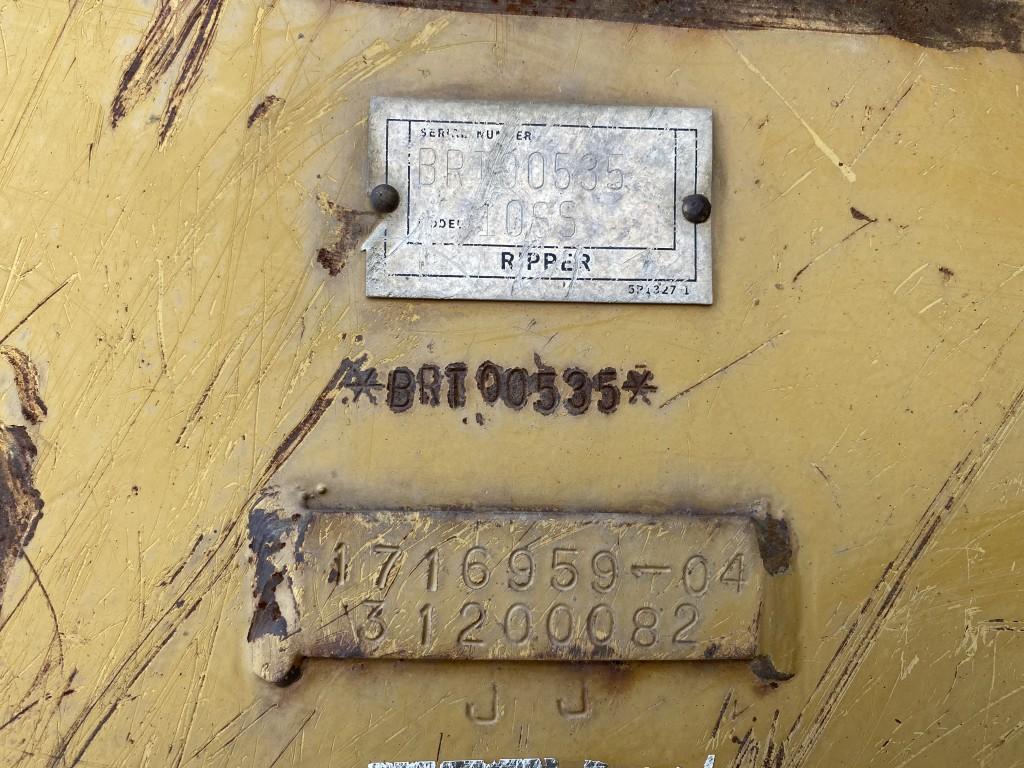 SERIAL NUMBER
BRT00535
MODEL 10SS
RIPPER
5P1327 1
*BRT00535*
1716959-04
31200082
J J